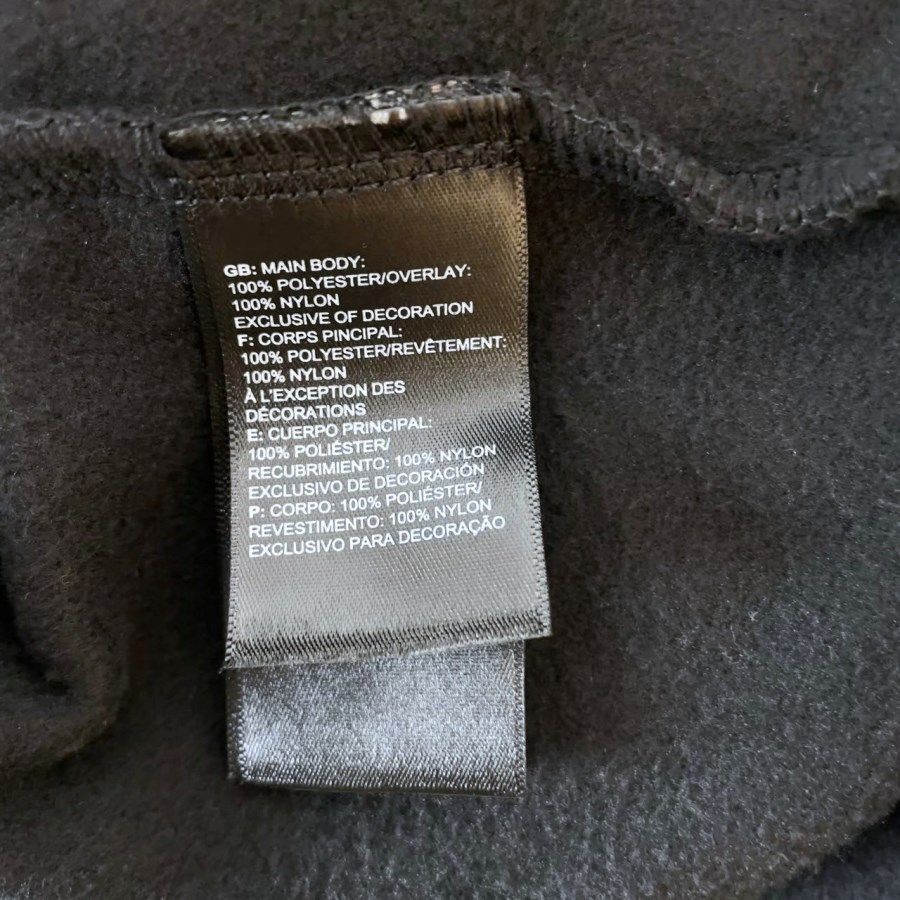 GB: MAIN BODY:
100% POLYESTER/OVERLAY:
100% NYLON
EXCLUSIVE OF DECORATION
F: CORPS PINCIPAL:
100% POLYESTER/REVÊTEMENT:
100% NYLON
À L'EXCEPTION DES
DÉCORATIONS
E: CUERPO PRINCIPAL:
100% POLIÉSTER/
RECUBRIMIENTO: 100% NYLON
EXCLUSIVO DE DECORACIÓN
P: CORPO: 100% POLIÉSTER/
REVESTIMENTO: 100% NYLON
EXCLUSIVO PARA DECORAÇÃO